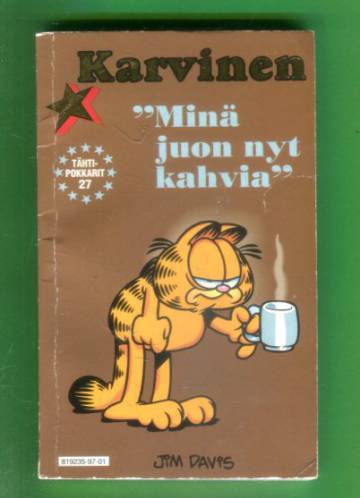 Karvinen
"Minä
juon nyt
kahvia"
TÄHTI-
POKKARIT
27
819235-97-01
JIM DAVIS